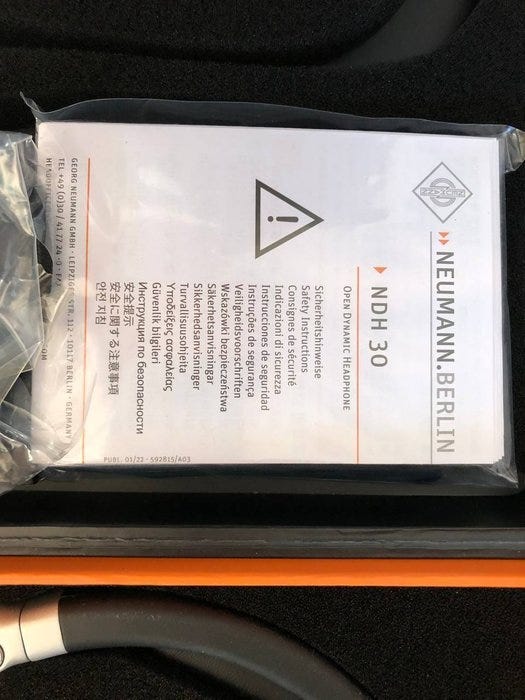 NEUMANN
NEUMANN.BERLIN
NDH 30
OPEN DYNAMIC HEADPHONE
Sicherheitshinweise
Safety Instructions
Consignes de sécurité
Indicazioni di sicurezza
Instrucciones de seguridad
Instruções de segurança
Veiligheidsvoorschriften
Wskazówki bezpieczeństwa
Säkerhetsanvisningar
Sikkerhedsanvisninger
Turvallisuusohjeita
Υποδείξεις ασφαλείας
Güvenlik bilgileri
Инструкция по безопасности
安全提示
安全に関する注意事項
안전 지침
PUBL. 01/22 · 592815/A03
GEORG NEUMANN GMBH · LEIPZIGER STR. 112 · 10117 BERLIN · GERMANY
TEL +49 (0)30 / 41 77 24-0 ·